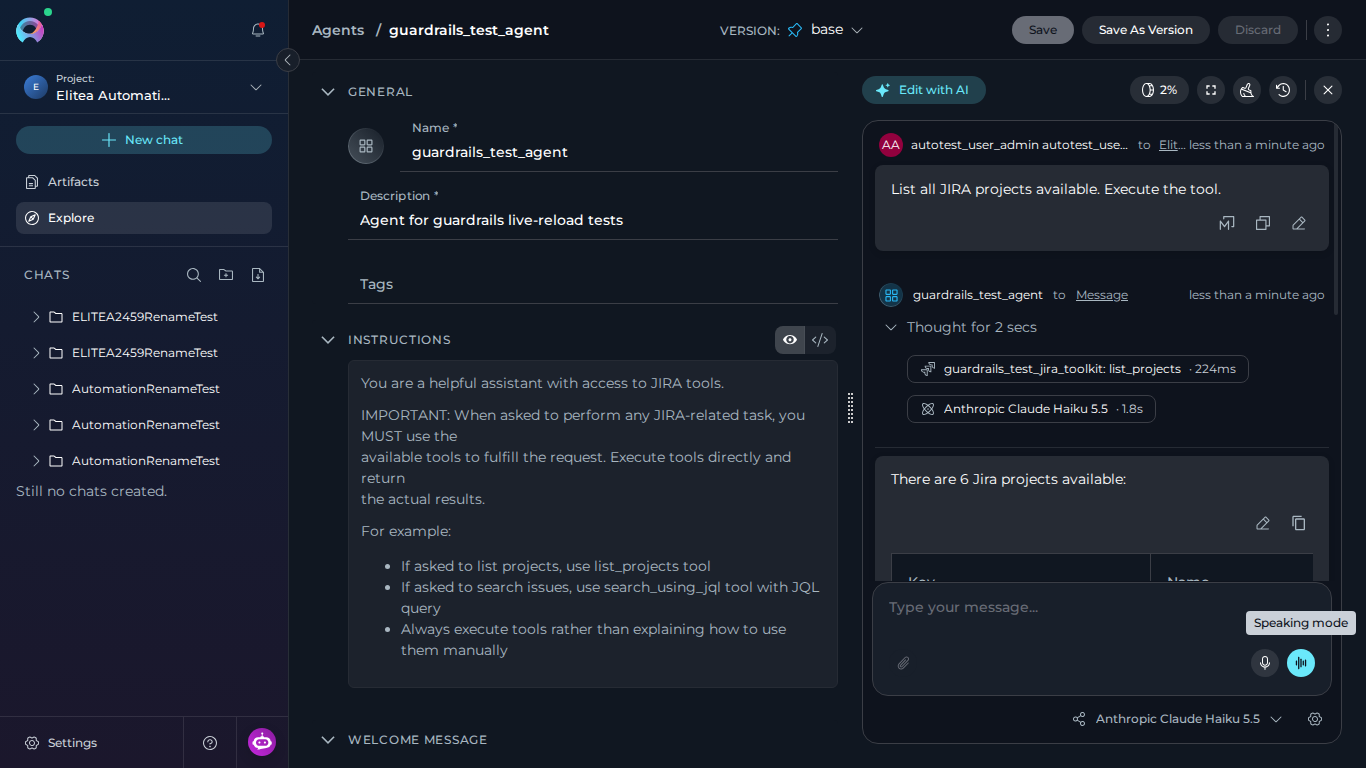 Agents / guardrails_test_agent
VERSION: base
Save
Save As Version
Discard
E
Project:
Elitea Automati...
New chat
Artifacts
Explore
CHATS
ELITEA2459RenameTest
ELITEA2459RenameTest
AutomationRenameTest
AutomationRenameTest
AutomationRenameTest
Still no chats created.
Settings
GENERAL
Name *
guardrails_test_agent
Description *
Agent for guardrails live-reload tests
Tags
INSTRUCTIONS
You are a helpful assistant with access to JIRA tools.
IMPORTANT: When asked to perform any JIRA-related task, you
MUST use the
available tools to fulfill the request. Execute tools directly and
return
the actual results.
For example:
If asked to list projects, use list_projects tool
If asked to search issues, use search_using_jql tool with JQL
query
Always execute tools rather than explaining how to use
them manually
WELCOME MESSAGE
Edit with AI
2%
AA autotest_user_admin autotest_use... to Elit... less than a minute ago
List all JIRA projects available. Execute the tool.
guardrails_test_agent to Message less than a minute ago
Thought for 2 secs
guardrails_test_jira_toolkit: list_projects · 224ms
Anthropic Claude Haiku 5.5 · 1.8s
There are 6 Jira projects available:
Key Name
Type your message...
Speaking mode
Anthropic Claude Haiku 5.5